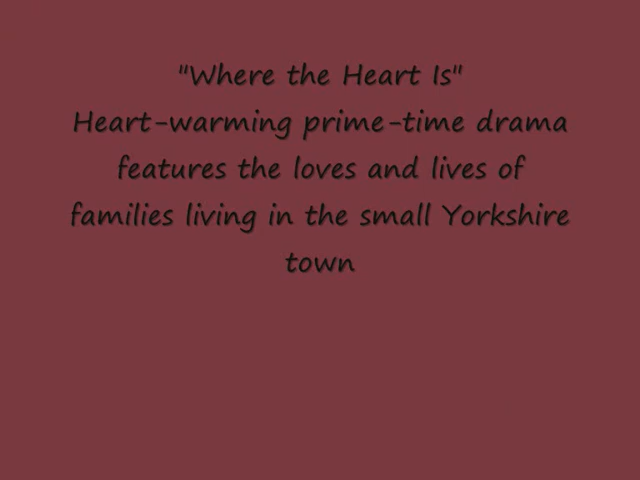 "Where the Heart Is"
Heart-warming prime-time drama
features the loves and lives of
families living in the small Yorkshire
town